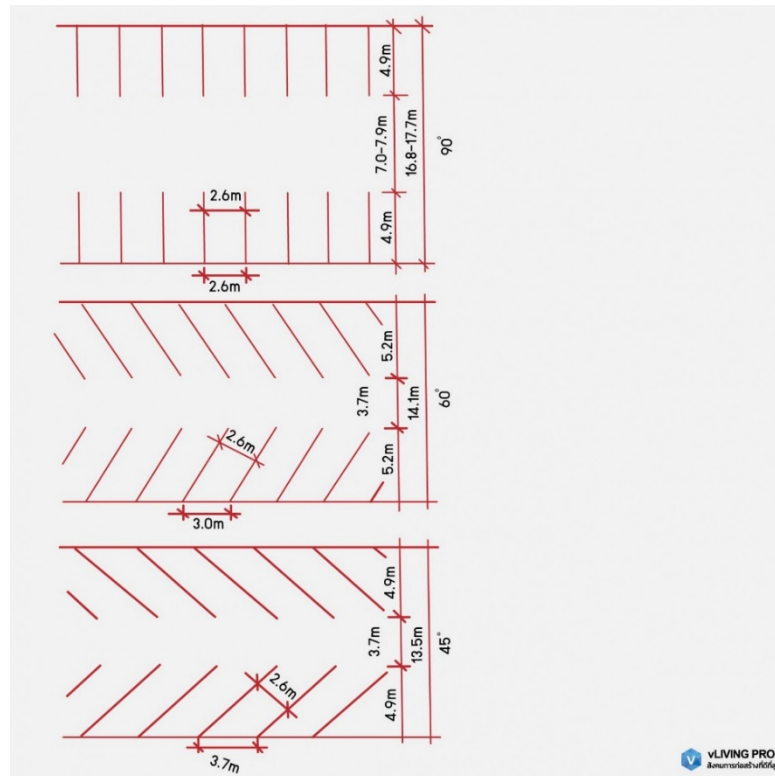 4.9m
7.0-7.9m
16.8-17.7m
90°
2.6m
4.9m
2.6m
5.2m
3.7m
14.1m
60°
2.6m
5.2m
3.0m
4.9m
3.7m
13.5m
45°
2.6m
4.9m
3.7m
V
vLIVING PRO